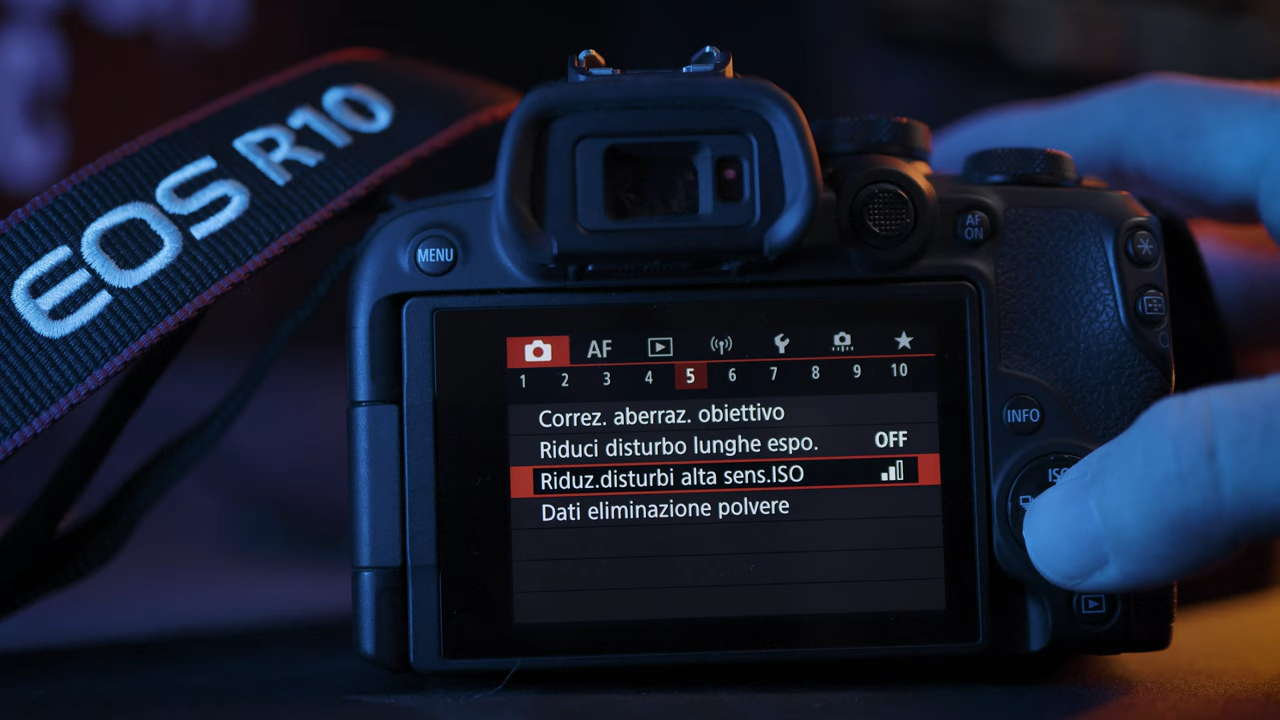 EOS R10
MENU
AF
ON
AF
1 2 3 4 5 6 7 8 9 10
Correz. aberraz. obiettivo
Riduci disturbo lunghe espo. OFF
Riduz.disturbi alta sens.ISO
Dati eliminazione polvere
INFO
ISO